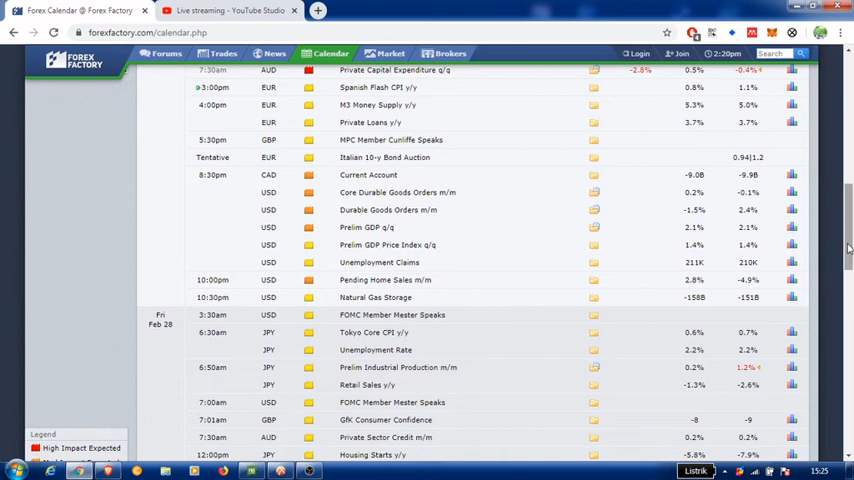 Forex Calendar @ Forex Factory
Live streaming - YouTube Studio
forexfactory.com/calendar.php
FOREX FACTORY
Forums Trades News Calendar Market Brokers Login Join 2:20pm Search
7:30am AUD Private Capital Expenditure q/q -2.8% 0.5% -0.4%
3:00pm EUR Spanish Flash CPI y/y 0.8% 1.1%
4:00pm EUR M3 Money Supply y/y 5.3% 5.0%
EUR Private Loans y/y 3.7% 3.7%
5:30pm GBP MPC Member Cunliffe Speaks
Tentative EUR Italian 10-y Bond Auction 0.94|1.2
8:30pm CAD Current Account -9.0B -9.9B
USD Core Durable Goods Orders m/m 0.2% -0.1%
USD Durable Goods Orders m/m -1.5% 2.4%
USD Prelim GDP q/q 2.1% 2.1%
USD Prelim GDP Price Index q/q 1.4% 1.4%
USD Unemployment Claims 211K 210K
10:00pm USD Pending Home Sales m/m 2.8% -4.9%
10:30pm USD Natural Gas Storage -158B -151B
Fri Feb 28 3:30am USD FOMC Member Mester Speaks
6:30am JPY Tokyo Core CPI y/y 0.6% 0.7%
JPY Unemployment Rate 2.2% 2.2%
6:50am JPY Prelim Industrial Production m/m 0.2% 1.2%
JPY Retail Sales y/y -1.3% -2.6%
7:00am USD FOMC Member Mester Speaks
7:01am GBP GfK Consumer Confidence -8 -9
7:30am AUD Private Sector Credit m/m 0.2% 0.2%
12:00pm JPY Housing Starts y/y -5.8% -7.9%
Legend
High Impact Expected
Listrik
15:25